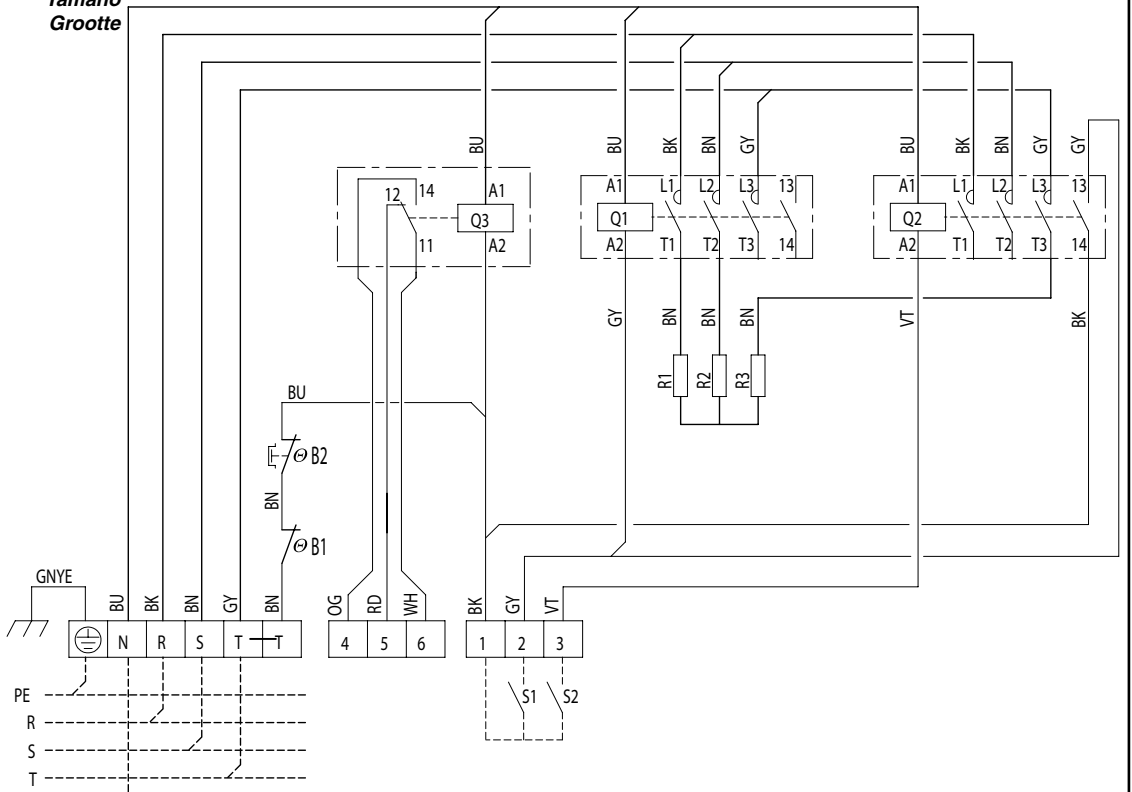 Tamaño
Grootte
BU
BU
BK
BN
GY
BU
BK
BN
GY
GY
12
14
A1
Q3
11
A2
A1
L1
L2
L3
13
Q1
A2
T1
T2
T3
14
A1
L1
L2
L3
13
Q2
A2
T1
T2
T3
14
GY
BN
BN
BN
VT
BK
R1
R2
R3
BU
B2
BN
B1
GNYE
BU
BK
BN
GY
BN
OG
RD
WH
BK
GY
VT
N
R
S
T
T
4
5
6
1
2
3
S1
S2
PE
R
S
T